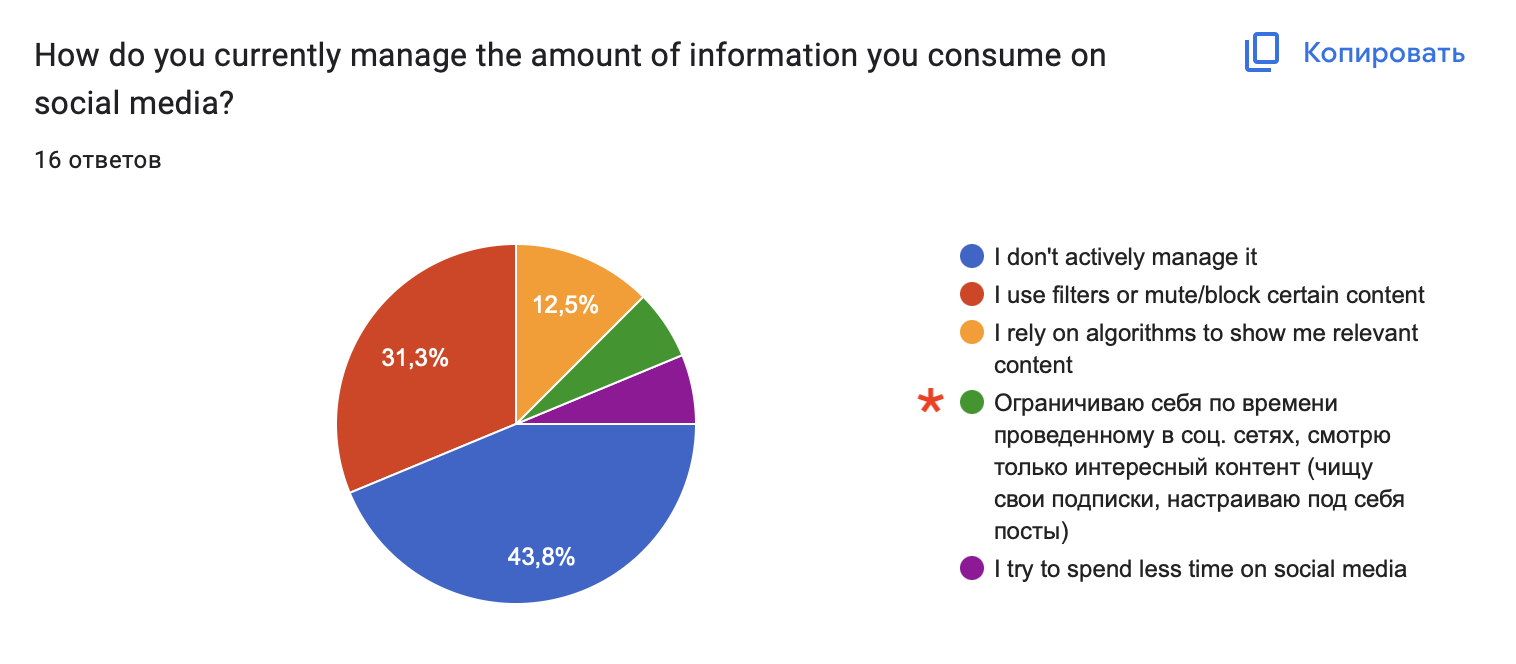 How do you currently manage the amount of information you consume on
social media?
Копировать
16 ответов
12,5%
31,3%
43,8%
I don't actively manage it
I use filters or mute/block certain content
I rely on algorithms to show me relevant
content
* Ограничиваю себя по времени
проведенному в соц. сетях, смотрю
только интересный контент (чищу
свои подписки, настраиваю под себя
посты)
I try to spend less time on social media